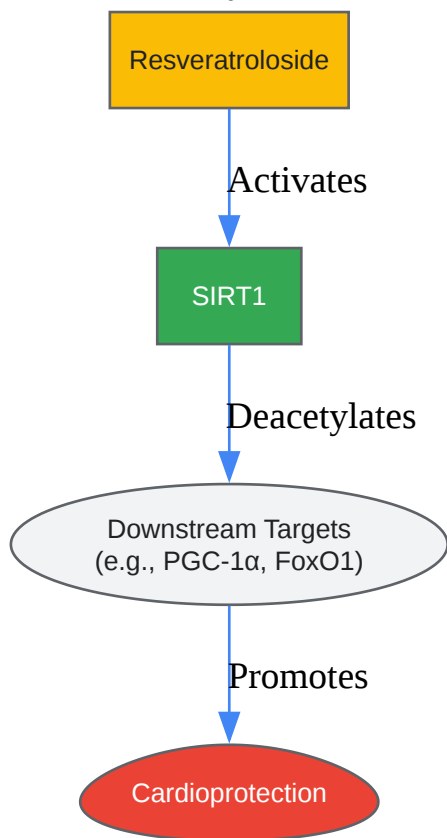 Resveratroloside
Activates
SIRT1
Deacetylates
Downstream Targets
(e.g., PGC-1α, FoxO1)
Promotes
Cardioprotection